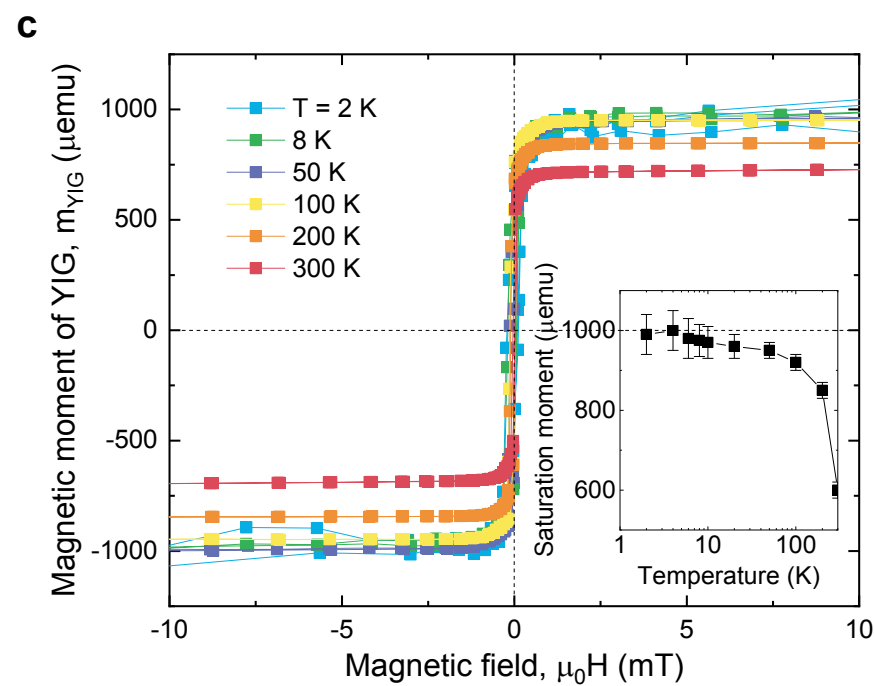 c
Magnetic moment of YIG, m_YIG (μemu)
1000
500
0
-500
-1000
T = 2 K
8 K
50 K
100 K
200 K
300 K
Saturation moment (μemu)
1000
800
600
1
10
100
Temperature (K)
-10
-5
0
5
10
Magnetic field, μ₀H (mT)